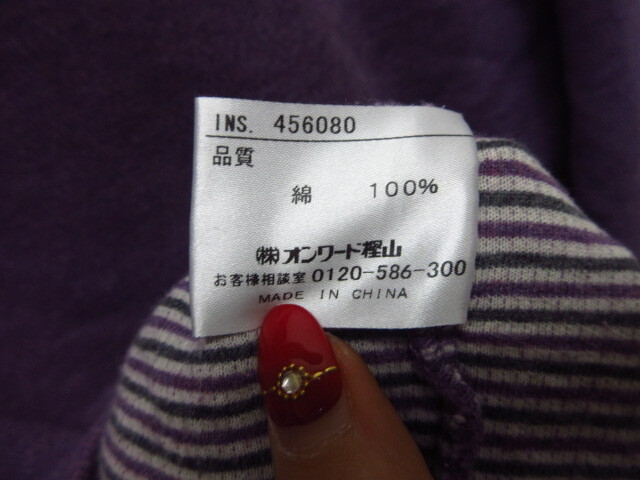 INS. 456080
品質
綿 100%
㈱オンワード樫山
お客様相談室 0120-586-300
MADE IN CHINA